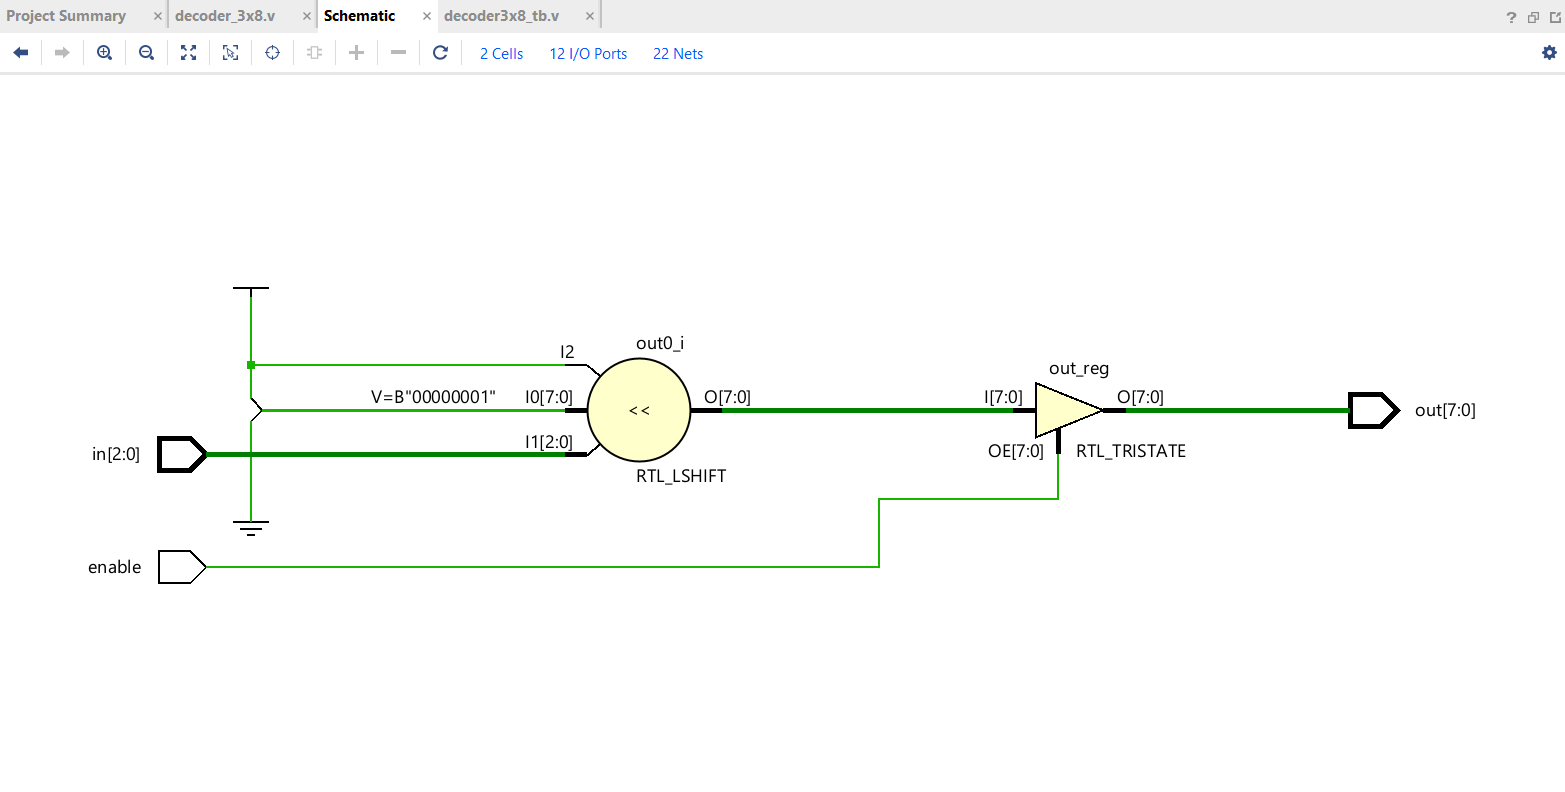 Project Summary × decoder_3x8.v × Schematic × decoder3x8_tb.v × ?
2 Cells 12 I/O Ports 22 Nets
out0_i
I2
out_reg
V=B"00000001" I0[7:0] O[7:0] I[7:0] O[7:0]
<< out[7:0]
I1[2:0]
in[2:0] OE[7:0] RTL_TRISTATE
RTL_LSHIFT
enable